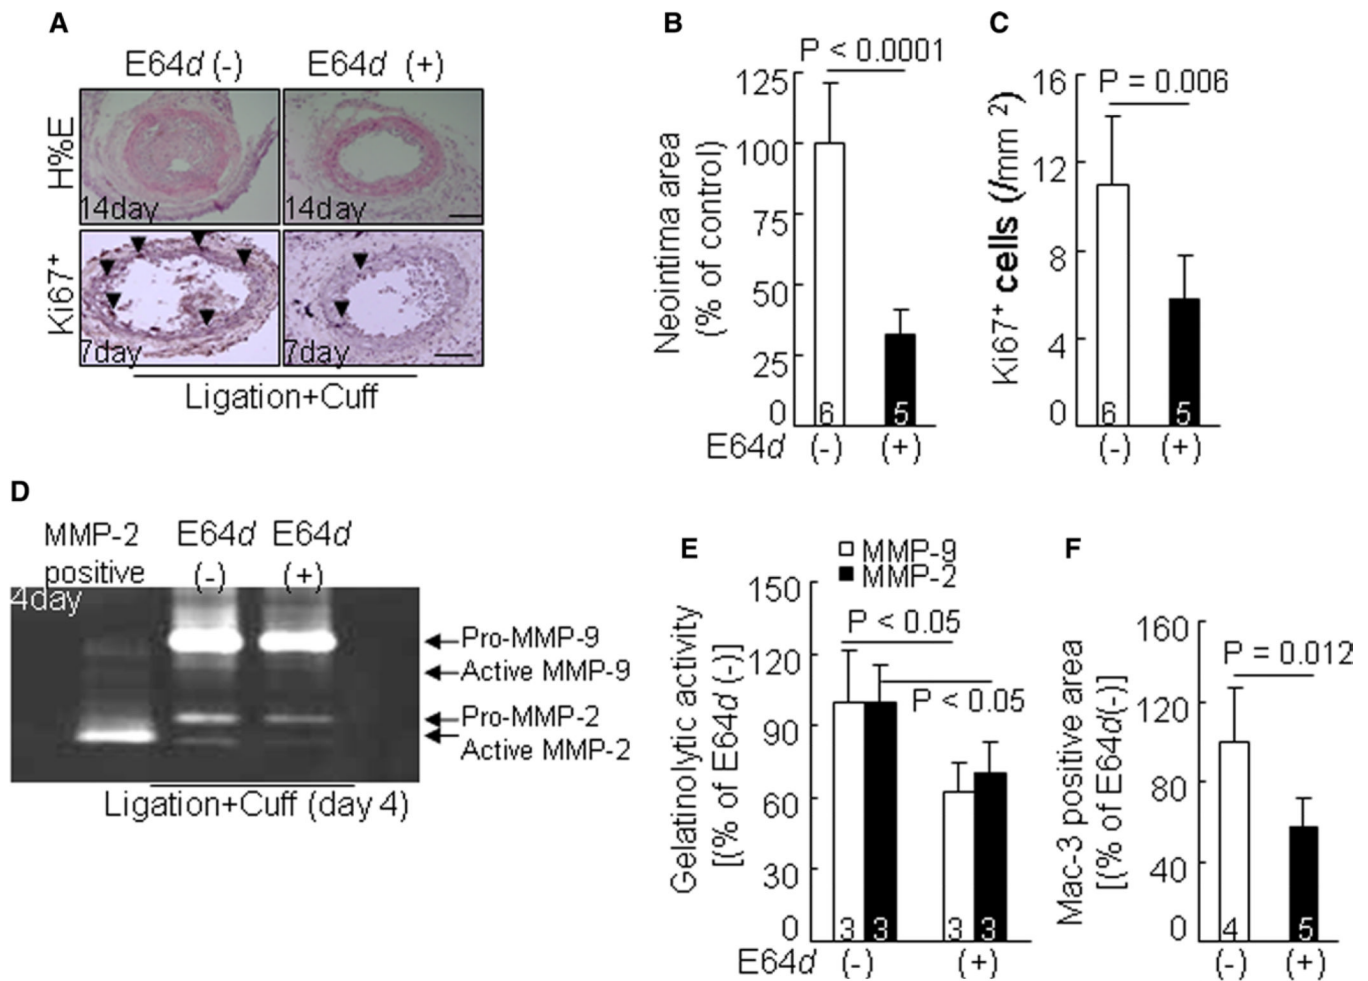 A
E64d (-)
E64d (+)
H%E
14day
14day
Ki67+
7day
7day
Ligation+Cuff
B
P < 0.0001
Neointima area
(% of control)
125
100
75
50
25
0
6
5
E64d (-) (+)
C
P = 0.006
Ki67+ cells (/mm 2)
16
12
8
4
0
6
5
(-) (+)
D
MMP-2
positive
E64d
(-)
E64d
(+)
4day
Pro-MMP-9
Active MMP-9
Pro-MMP-2
Active MMP-2
Ligation+Cuff (day 4)
E
MMP-9
MMP-2
Gelatinolytic activity
[(% of E64d (-)]
150
120
90
60
30
0
P < 0.05
P < 0.05
3
3
3
3
E64d (-) (+)
F
P = 0.012
Mac-3 positive area
[(% of E64d(-)]
160
120
80
40
0
4
5
(-) (+)